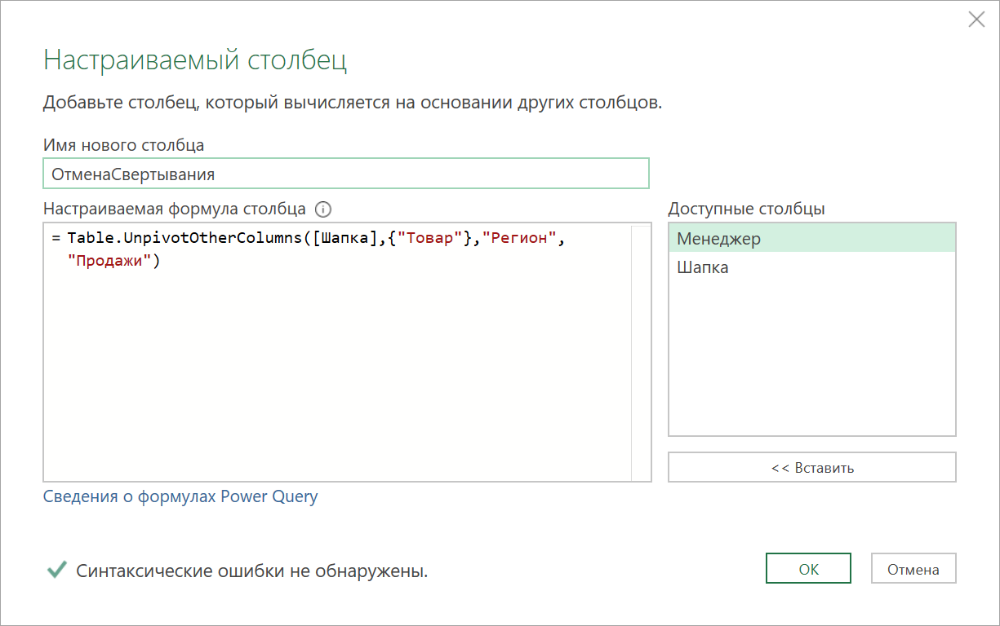 Настраиваемый столбец
Добавьте столбец, который вычисляется на основании других столбцов.
Имя нового столбца
ОтменаСвертывания
Настраиваемая формула столбца
= Table.UnpivotOtherColumns([Шапка],{"Товар"},"Регион",
"Продажи")
Доступные столбцы
Менеджер
Шапка
<< Вставить
Сведения о формулах Power Query
Синтаксические ошибки не обнаружены.
ОК
Отмена